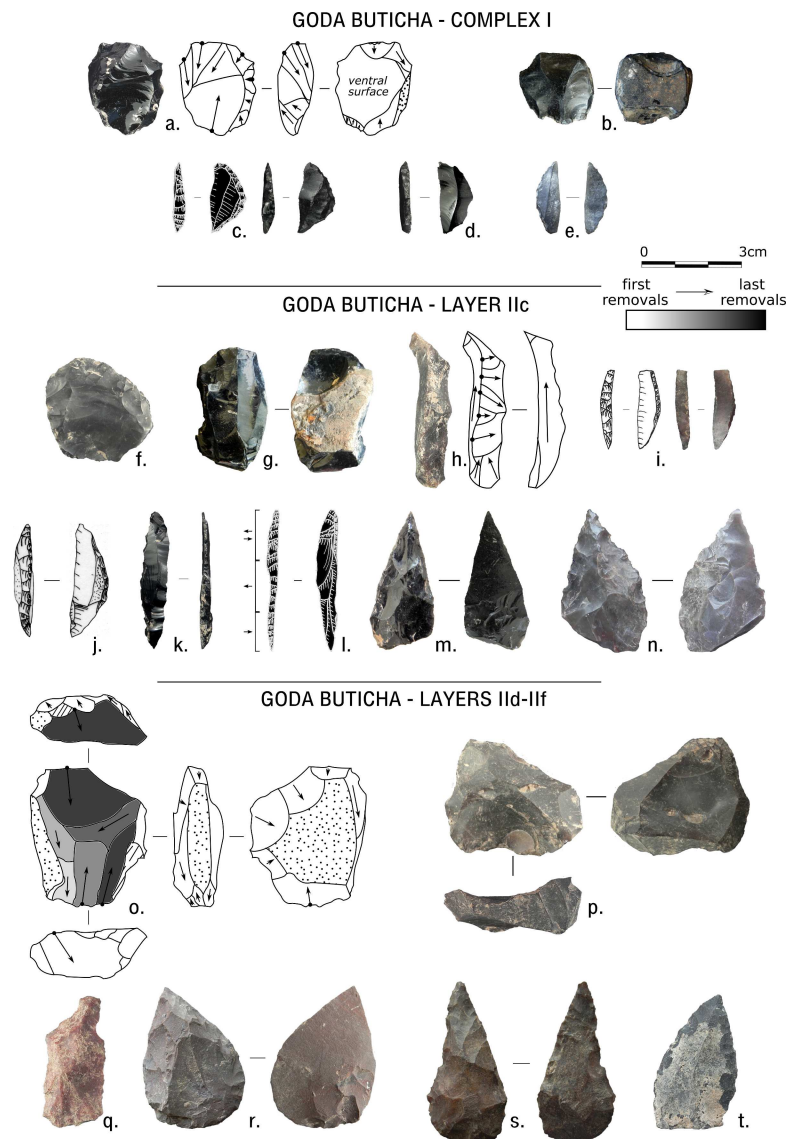 GODA BUTICHA - COMPLEX I
ventral
surface
a.
b.
c.
d.
e.
0 3cm
first last
removals removals
GODA BUTICHA - LAYER IIc
f.
g.
h.
i.
j.
k.
l.
m.
n.
GODA BUTICHA - LAYERS IId-IIf
o.
p.
q.
r.
s.
t.